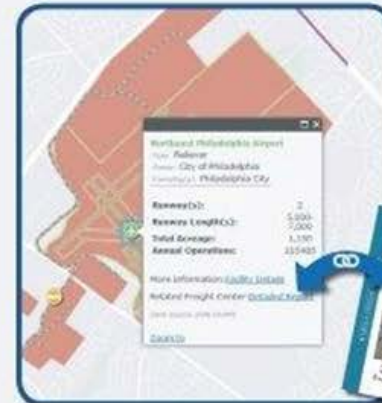 Northeast Philadelphia Airport
Type: Reliever
Owner: City of Philadelphia
Philadelphia City
Runway(s): 2
Runway Length(s): 5,000-
7,000
Total Acreage: 1,150
Annual Operations:
More Information: Facility Details
Related Freight Center Detailed Report
Zoom to